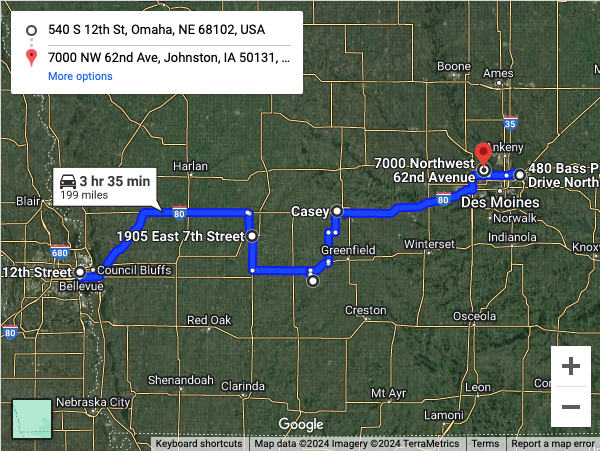 540 S 12th St, Omaha, NE 68102, USA
7000 NW 62nd Ave, Johnston, IA 50131, ...
More options
Boone
Ames
35
Ankeny
Harlan
3 hr 35 min
199 miles
7000 Northwest
62nd Avenue
480 Bass P
Drive North
Blair
80
Casey
80
Des Moines
Norwalk
1905 East 7th Street
Indianola
680
Greenfield
Winterset
Knox
12th Street
Council Bluffs
Bellevue
Creston
Osceola
80
Red Oak
Shenandoah
Clarinda
Mt Ayr
Leon
Nebraska City
Lamoni
Google
Keyboard shortcuts
Map data ©2024 Imagery ©2024 TerraMetrics
Terms
Report a map error